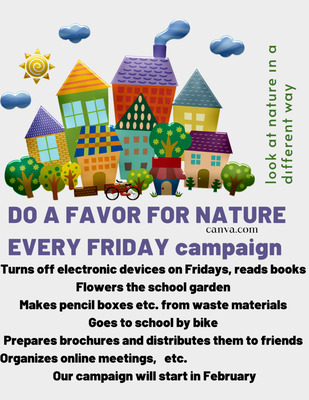 look at nature in a
different way
DO A FAVOR FOR NATURE
canva.com
EVERY FRIDAY campaign
Turns off electronic devices on Fridays, reads books
Flowers the school garden
Makes pencil boxes etc. from waste materials
Goes to school by bike
Prepares brochures and distributes them to friends
Organizes online meetings, etc.
Our campaign will start in February